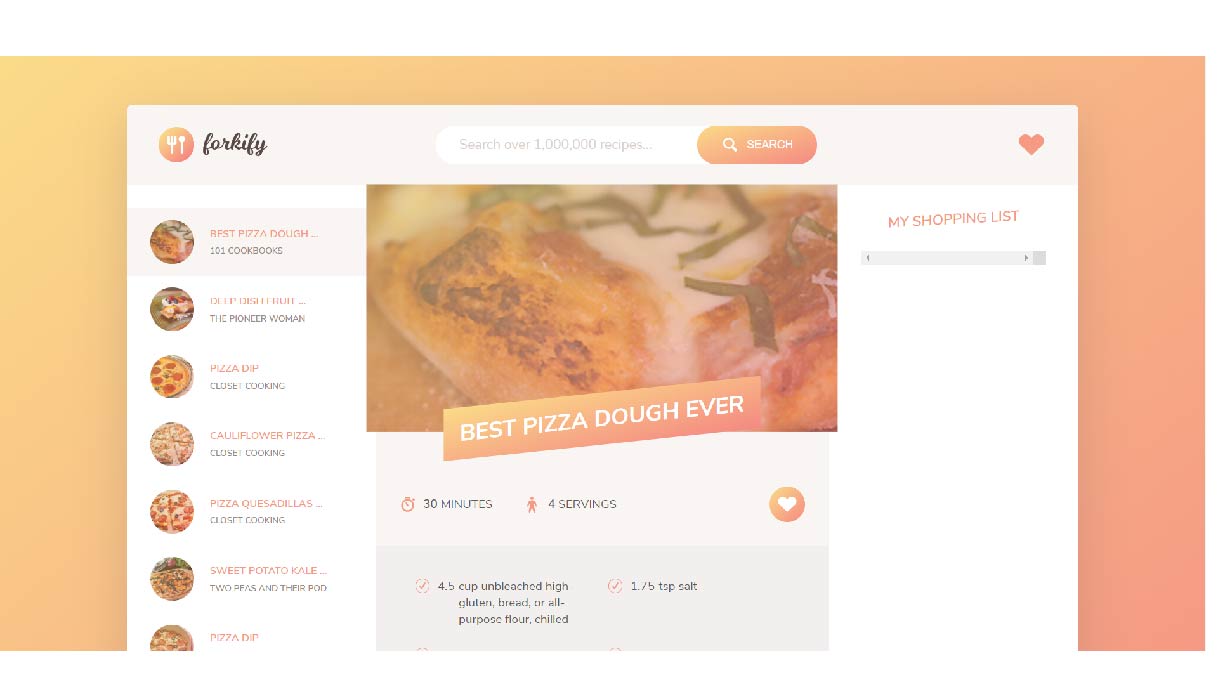 forkify
Search over 1,000,000 recipes...
SEARCH
BEST PIZZA DOUGH ...
101 COOKBOOKS
DEEP DISH FRUIT ...
THE PIONEER WOMAN
PIZZA DIP
CLOSET COOKING
CAULIFLOWER PIZZA ...
CLOSET COOKING
PIZZA QUESADILLAS ...
CLOSET COOKING
SWEET POTATO KALE ...
TWO PEAS AND THEIR POD
PIZZA DIP
BEST PIZZA DOUGH EVER
30 MINUTES
4 SERVINGS
4.5 cup unbleached high
gluten, bread, or all-
purpose flour, chilled
1.75 tsp salt
MY SHOPPING LIST